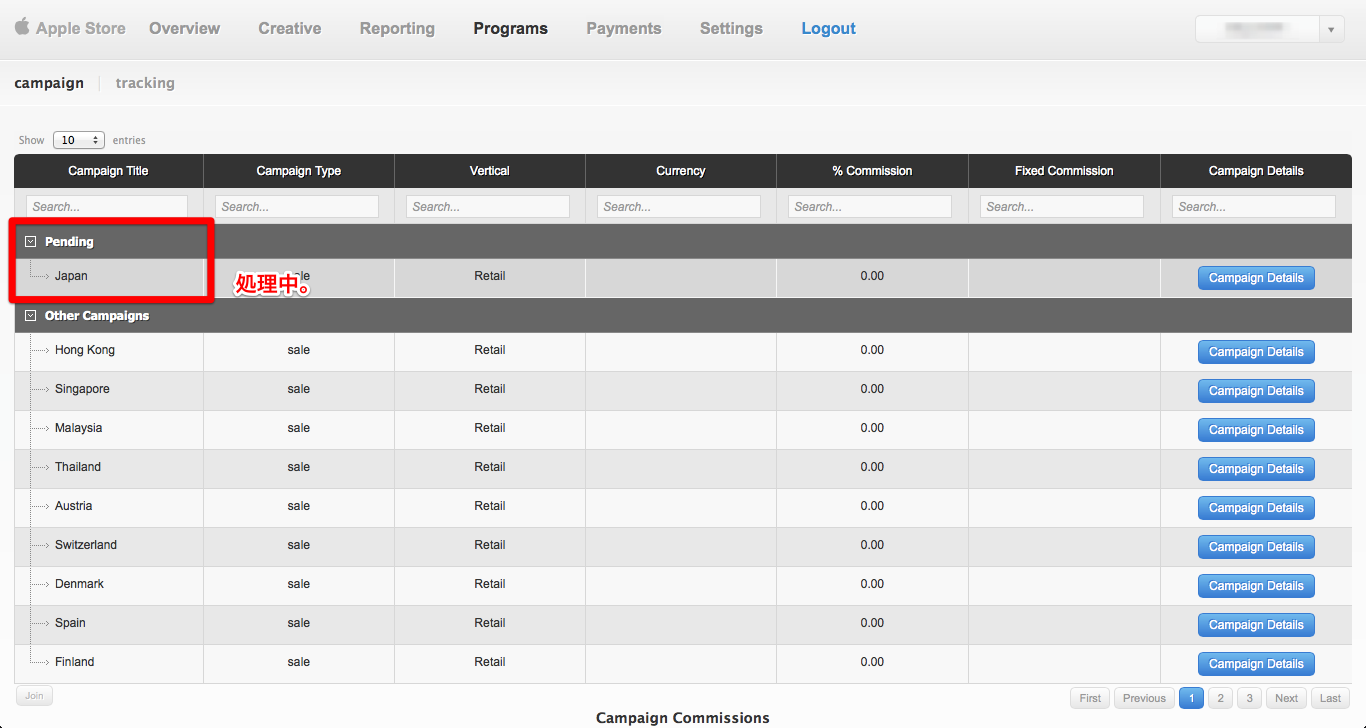 Apple Store Overview Creative Reporting Programs Payments Settings Logout
campaign tracking
Show 10 entries
Campaign Title Campaign Type Vertical Currency % Commission Fixed Commission Campaign Details
Search... Search... Search... Search... Search... Search... Search...
Pending
Japan sale Retail 0.00 Campaign Details
処理中。
Other Campaigns
Hong Kong sale Retail 0.00 Campaign Details
Singapore sale Retail 0.00 Campaign Details
Malaysia sale Retail 0.00 Campaign Details
Thailand sale Retail 0.00 Campaign Details
Austria sale Retail 0.00 Campaign Details
Switzerland sale Retail 0.00 Campaign Details
Denmark sale Retail 0.00 Campaign Details
Spain sale Retail 0.00 Campaign Details
Finland sale Retail 0.00 Campaign Details
Join First Previous 1 2 3 Next Last
Campaign Commissions